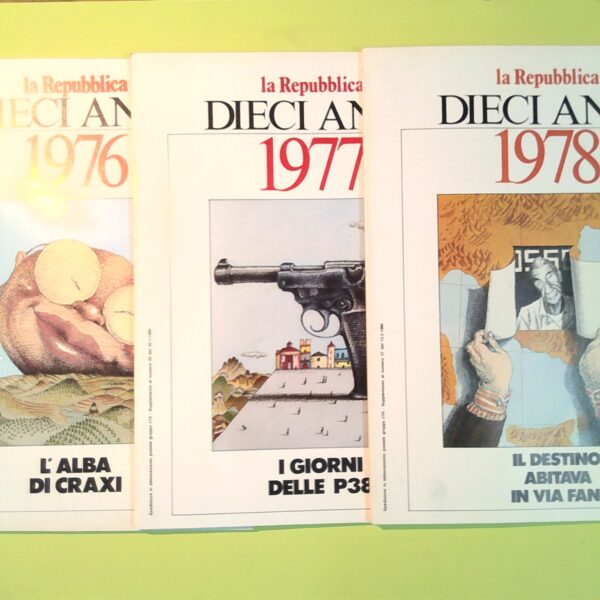 la Repubblica
IECI AN
1976
L'ALBA
DI CRAXI
la Repubblica
DIECI AN
1977
I GIORNI
DELLE P38
la Repubblica
DIECI AN
1978
IL DESTINO
ABITAVA
IN VIA FAN